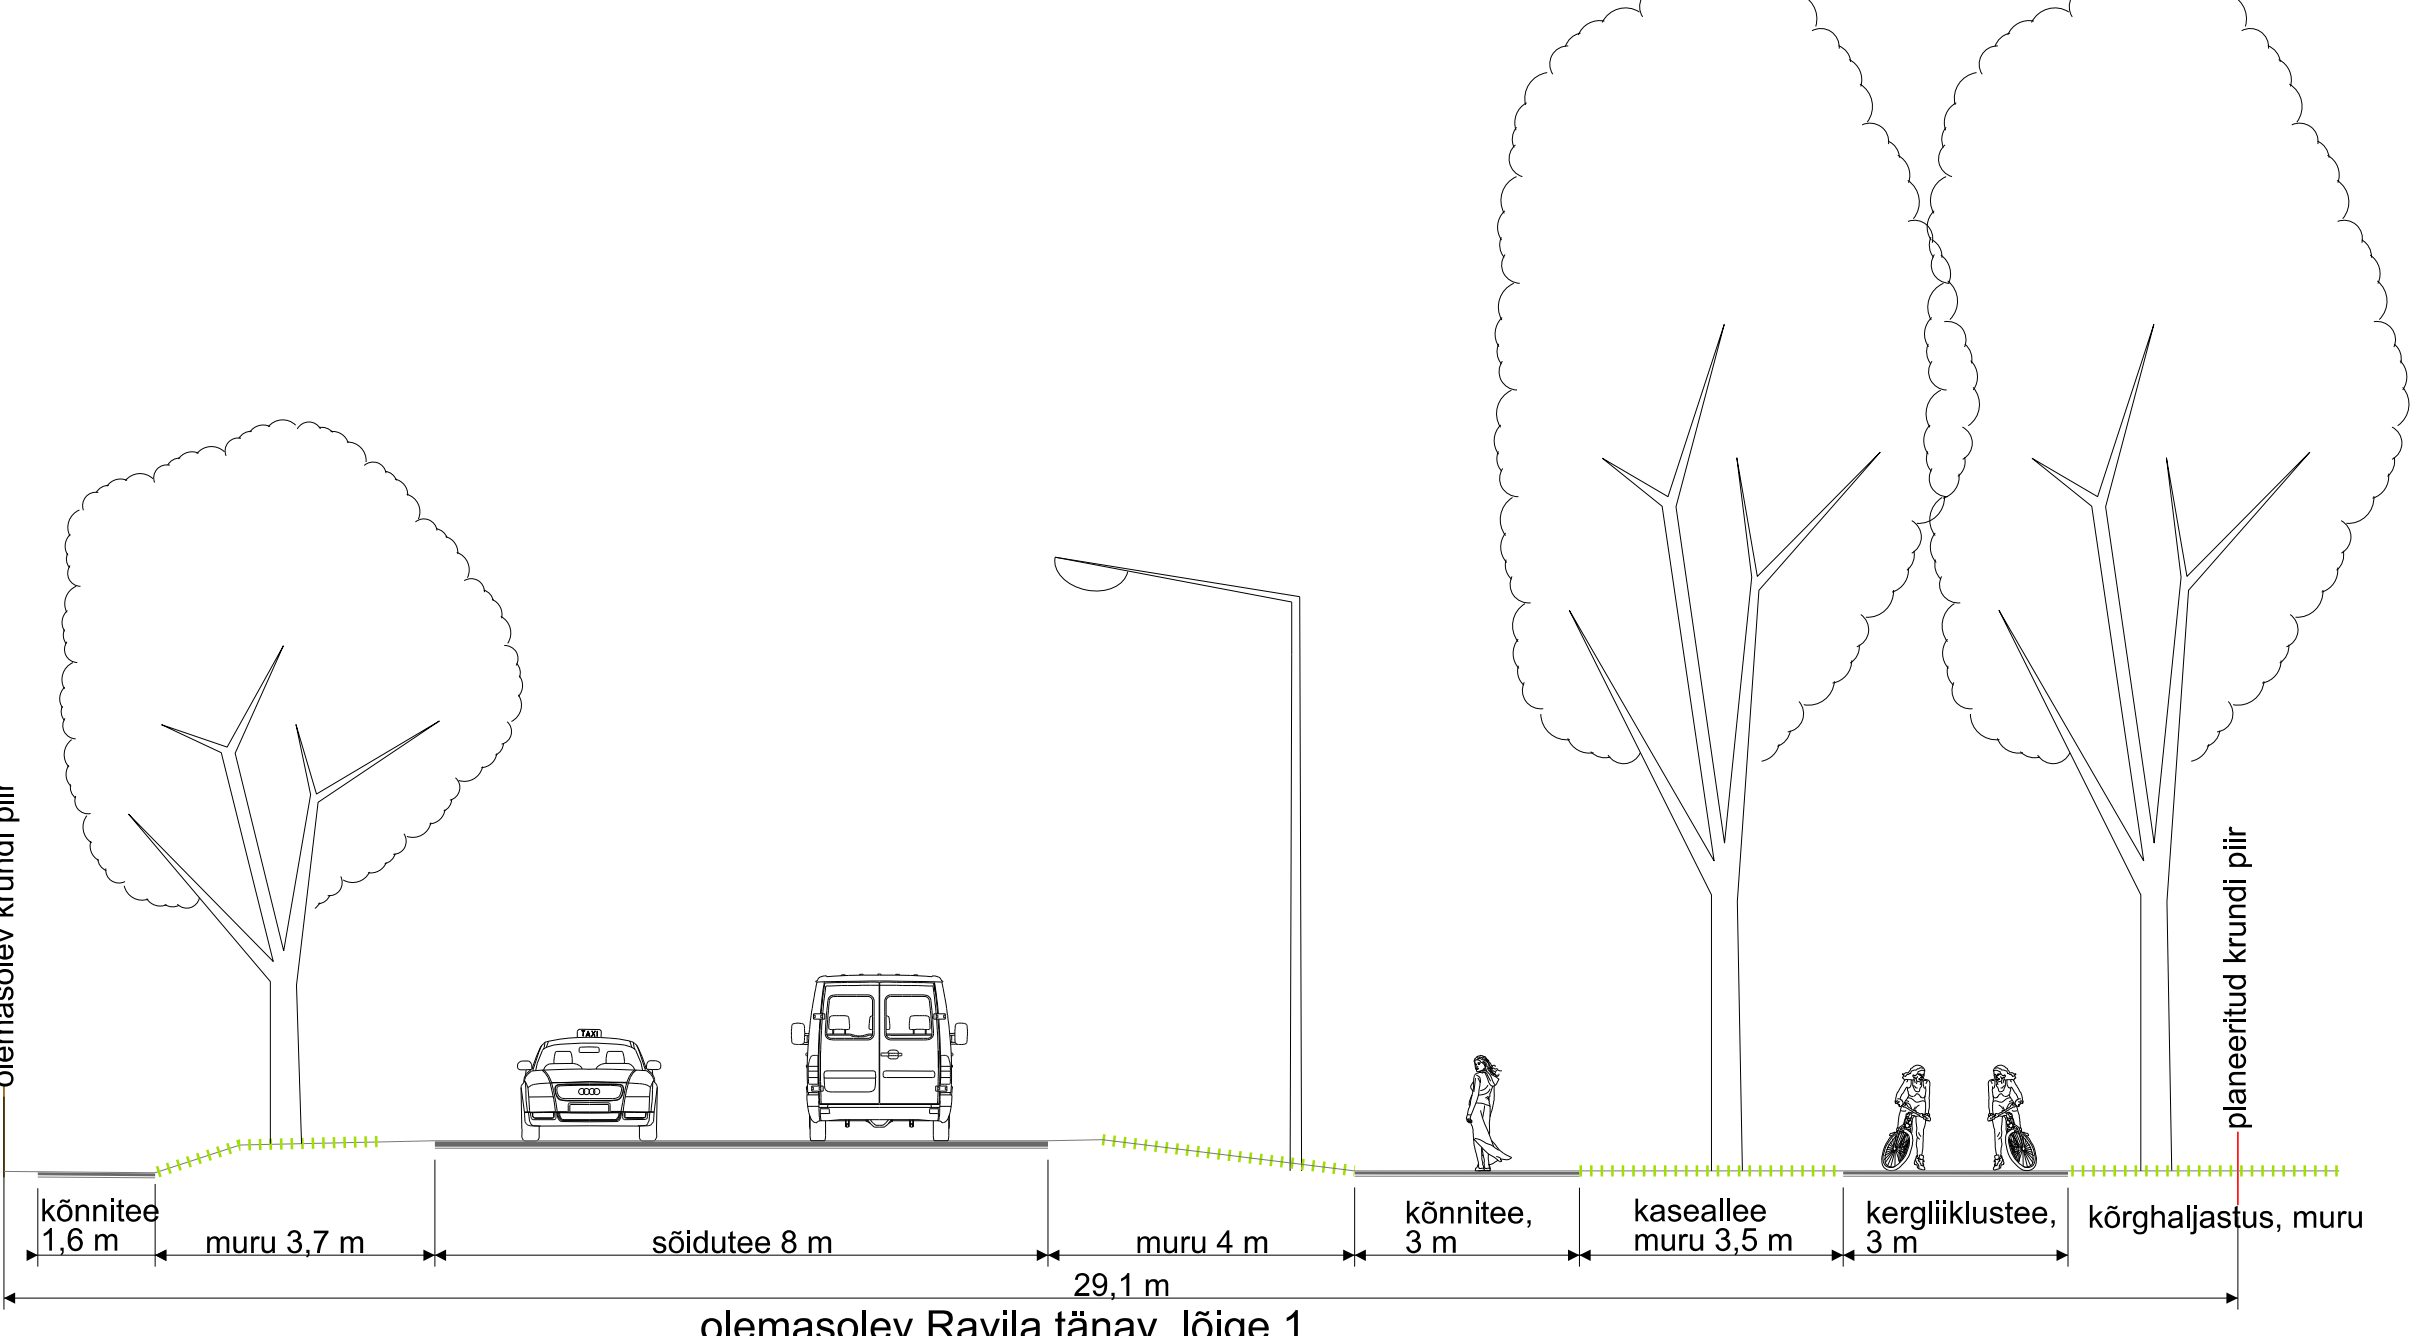 olemasolev krundi piir
planeeritud krundi piir
TAXI
kõnnitee
1,6 m
muru 3,7 m
sõidutee 8 m
muru 4 m
kõnnitee,
3 m
kaseallee
muru 3,5 m
kergliiklustee,
3 m
kõrghaljastus, muru
29,1 m
olemasolev Ravila tänav lõige 1